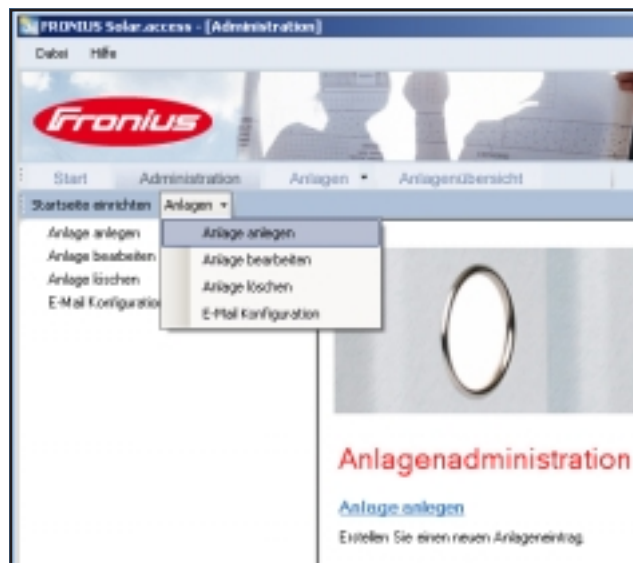 FRONIUS Solar.access - [Administration]
Datei Hilfe
Fronius
Start Administration Anlagen Anlagenübersicht
Startseite einrichten Anlagen
Anlage anlegen
Anlage bearbeiten
Anlage löschen
E-Mail Konfiguration
Anlage anlegen
Anlage bearbeiten
Anlage löschen
E-Mail Konfiguration
Anlagenadministration
Anlage anlegen
Erstellen Sie einen neuen Anlageneintrag.